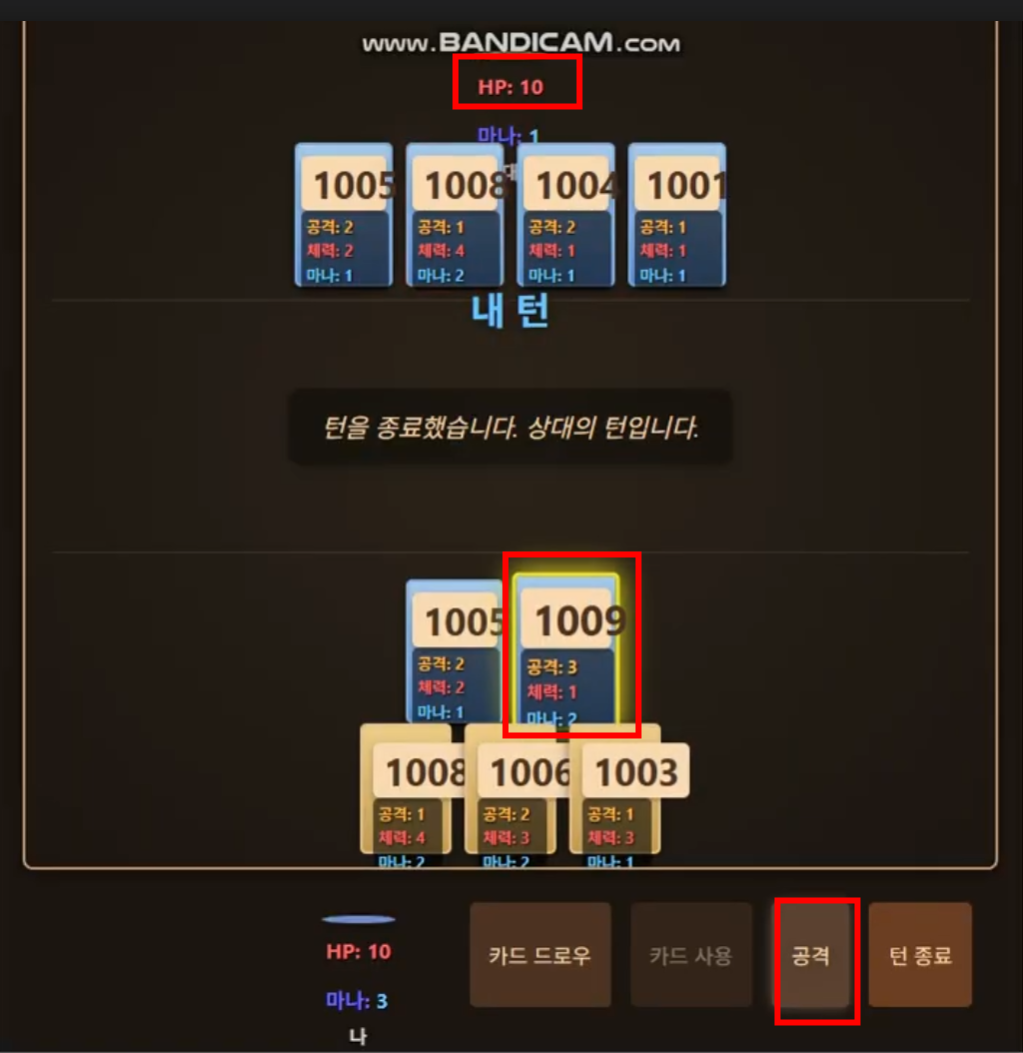 www.BANDICAM.com
HP: 10
마나: 1
대
1005 1008 1004 1001
공격: 2 공격: 1 공격: 2 공격: 1
체력: 2 체력: 4 체력: 1 체력: 1
마나: 1 마나: 2 마나: 1 마나: 1
내 턴
턴을 종료했습니다. 상대의 턴입니다.
1005 1009
공격: 2 공격: 3
체력: 2 체력: 1
마나: 1 마나: 2
1008 1006 1003
공격: 1 공격: 2 공격: 1
체력: 4 체력: 3 체력: 3
마나: 2 마나: 2 마나: 1
HP: 10
마나: 3
나
카드 드로우 카드 사용 공격 턴 종료